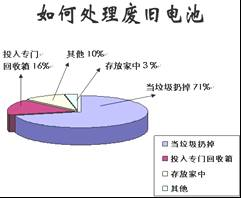 如何处理废旧电池
投入专门
回收箱 16%
其他 10%
存放家中 3%
当垃圾扔掉 71%
当垃圾扔掉
投入专门回收箱
存放家中
其他